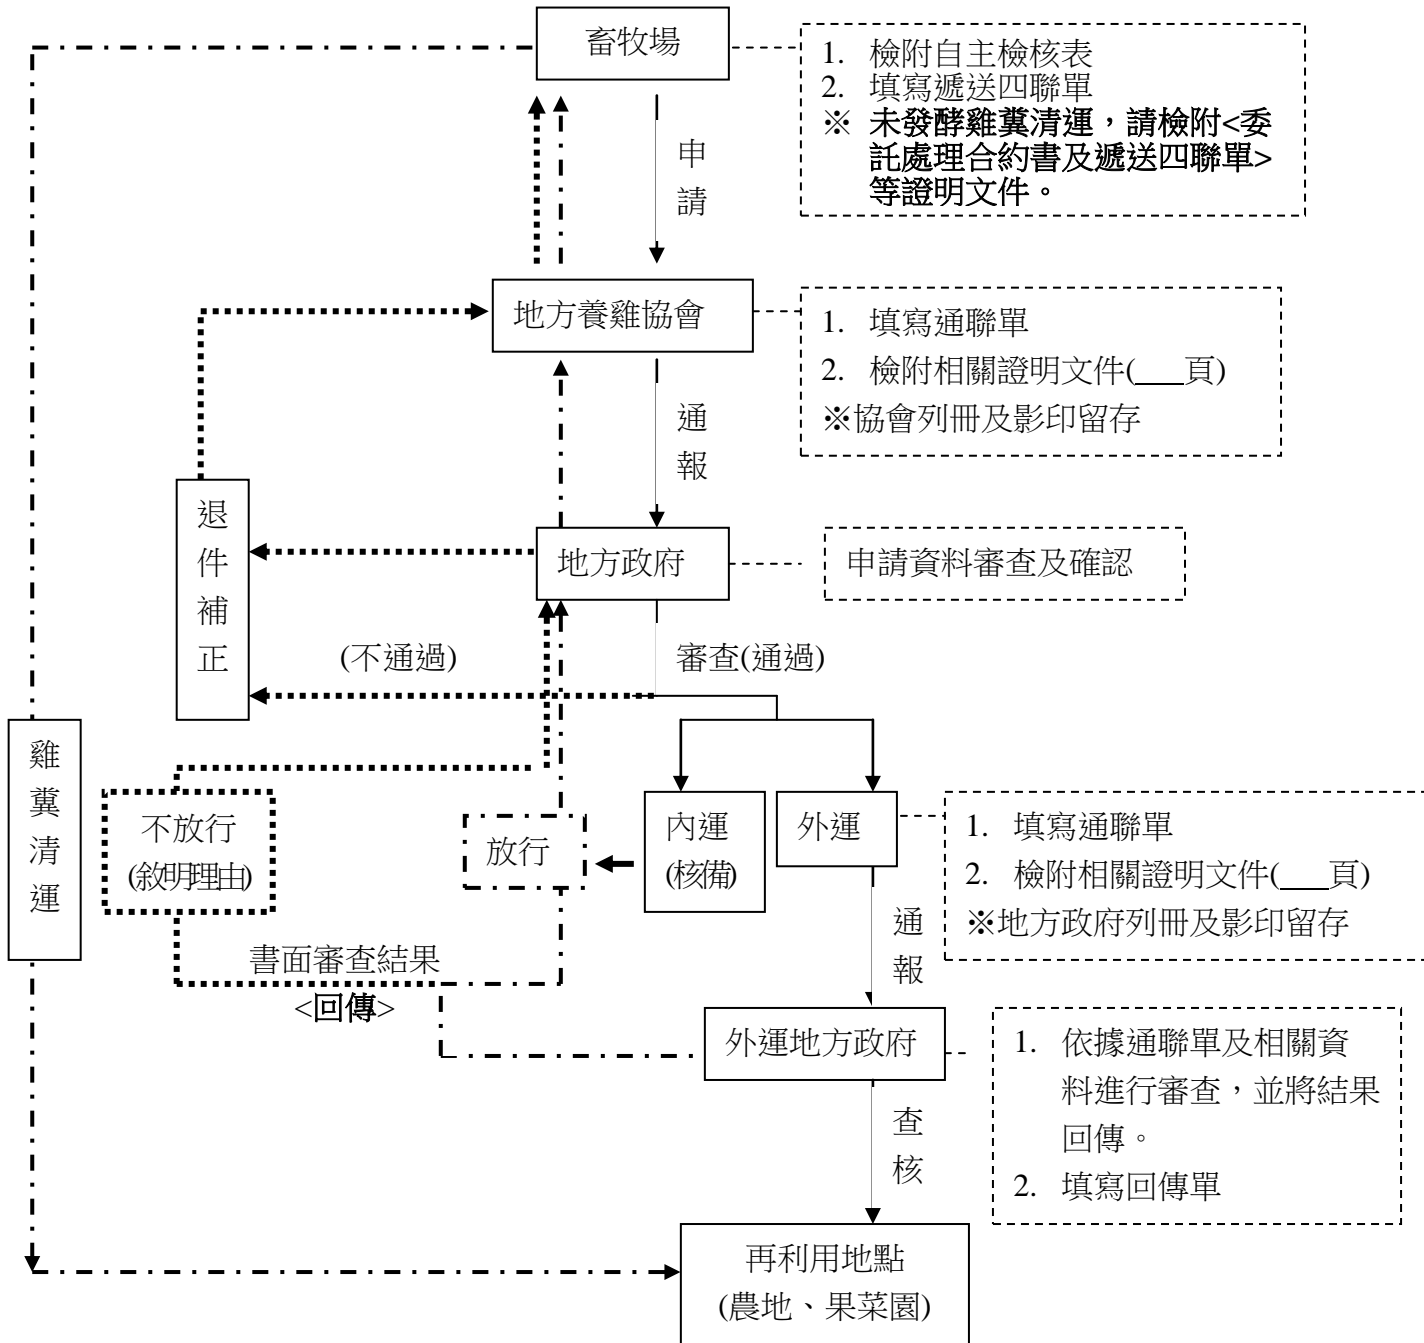 畜牧場
1. 檢附自主檢核表
2. 填寫遞送四聯單
※ 未發酵雞糞清運，請檢附<委
託處理合約書及遞送四聯單>
等證明文件。
申請
地方養雞協會
1. 填寫通聯單
2. 檢附相關證明文件(___頁)
※協會列冊及影印留存
通報
退件補正
地方政府
申請資料審查及確認
(不通過)
審查(通過)
雞糞清運
不放行
(敘明理由)
放行
內運
(核備)
外運
1. 填寫通聯單
2. 檢附相關證明文件(___頁)
※地方政府列冊及影印留存
通報
書面審查結果
<回傳>
外運地方政府
1. 依據通聯單及相關資
料進行審查，並將結果
回傳。
2. 填寫回傳單
查核
再利用地點
(農地、果菜園)